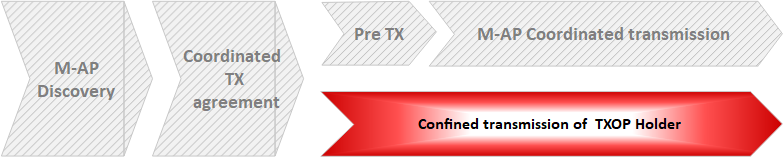 M-AP
Discovery
Coordinated
TX
agreement
Pre TX
M-AP Coordinated transmission
Confined transmission of TXOP Holder